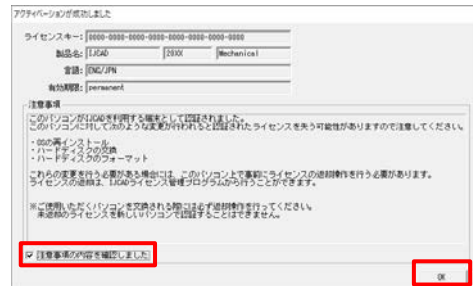 アクティベーションが成功しました
ライセンスキー: 0000-0000-0000-0000-0000-0000-0000-0000
製品名: IJCAD 20XX Mechanical
言語: ENG/JPN
有効期限: permanent
注意事項
このパソコンがIJCADを利用する端末として認証されました。
このパソコンに対して次のような変更が行われると認証されたライセンスを失う可能性がありますので注意してください。
・OSの再インストール
・ハードディスクの交換
・ハードディスクのフォーマット
これらの変更を行う必要がある場合には、このパソコン上で事前にライセンスの返却操作を行う必要があります。
ライセンスの返却は、IJCADライセンス管理プログラムから行うことができます。
※ご使用いただくパソコンを交換される際には必ず返却操作を行ってください。
未返却のライセンスを新しいパソコンで認証することはできません。
注意事項の内容を確認しました
OK